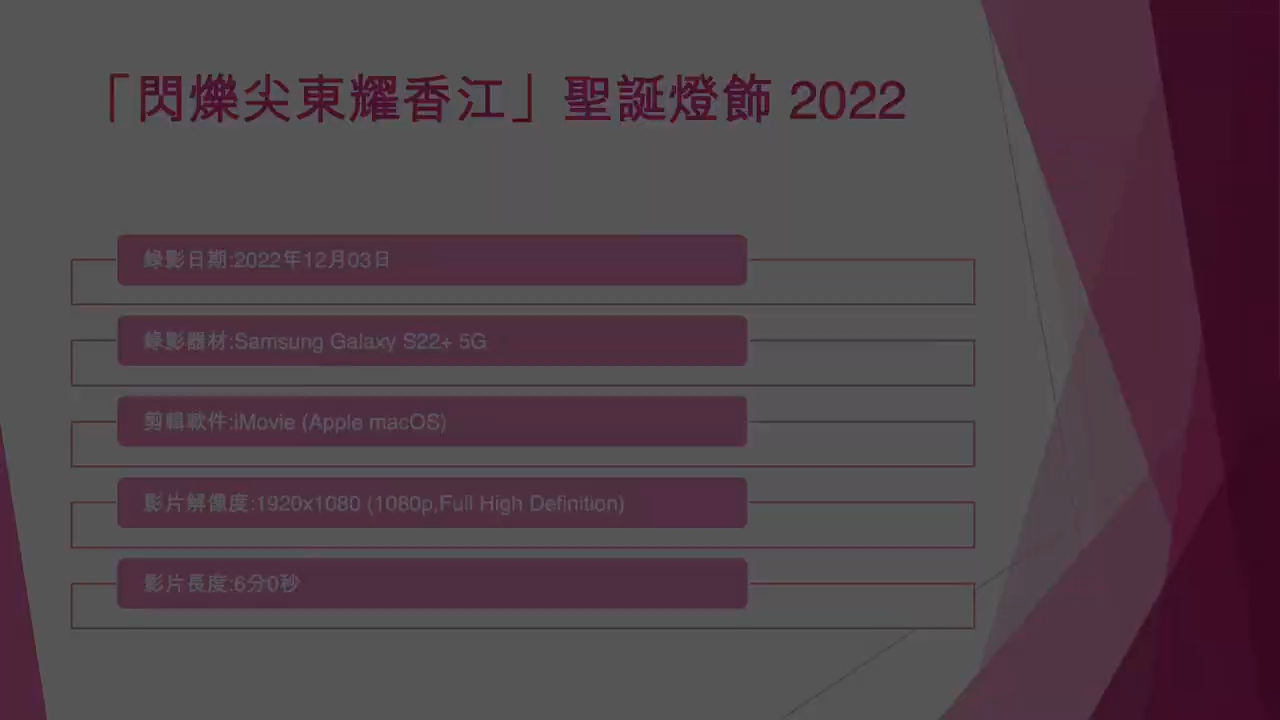 「閃爍尖東耀香江」聖誕燈飾 2022
錄影日期:2022年12月03日
錄影器材:Samsung Galaxy S22+ 5G
剪輯軟件:iMovie (Apple macOS)
影片解像度:1920x1080 (1080p,Full High Definition)
影片長度:6分0秒